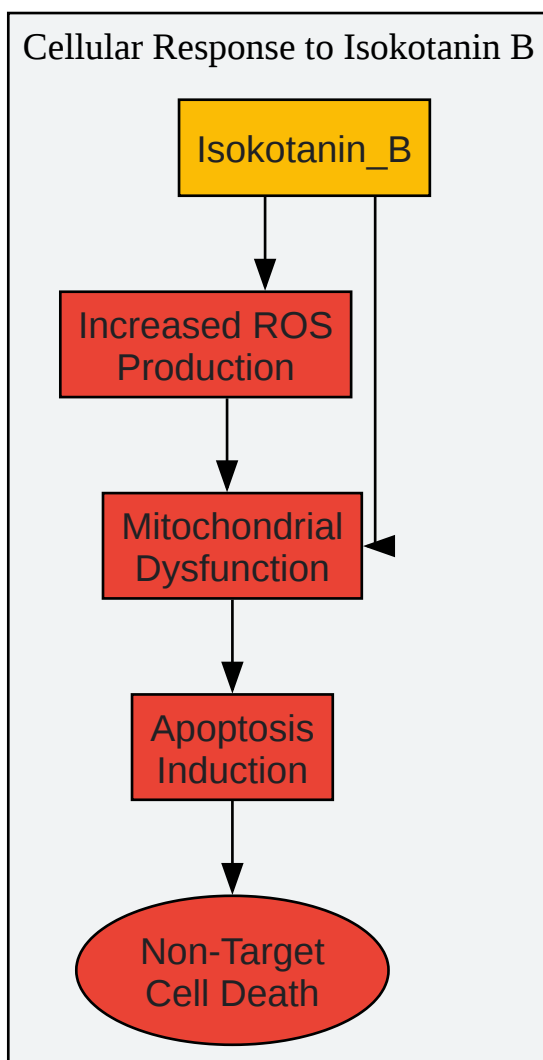 Cellular Response to Isokotanin B
Isokotanin_B
Increased ROS
Production
Mitochondrial
Dysfunction
Apoptosis
Induction
Non-Target
Cell Death